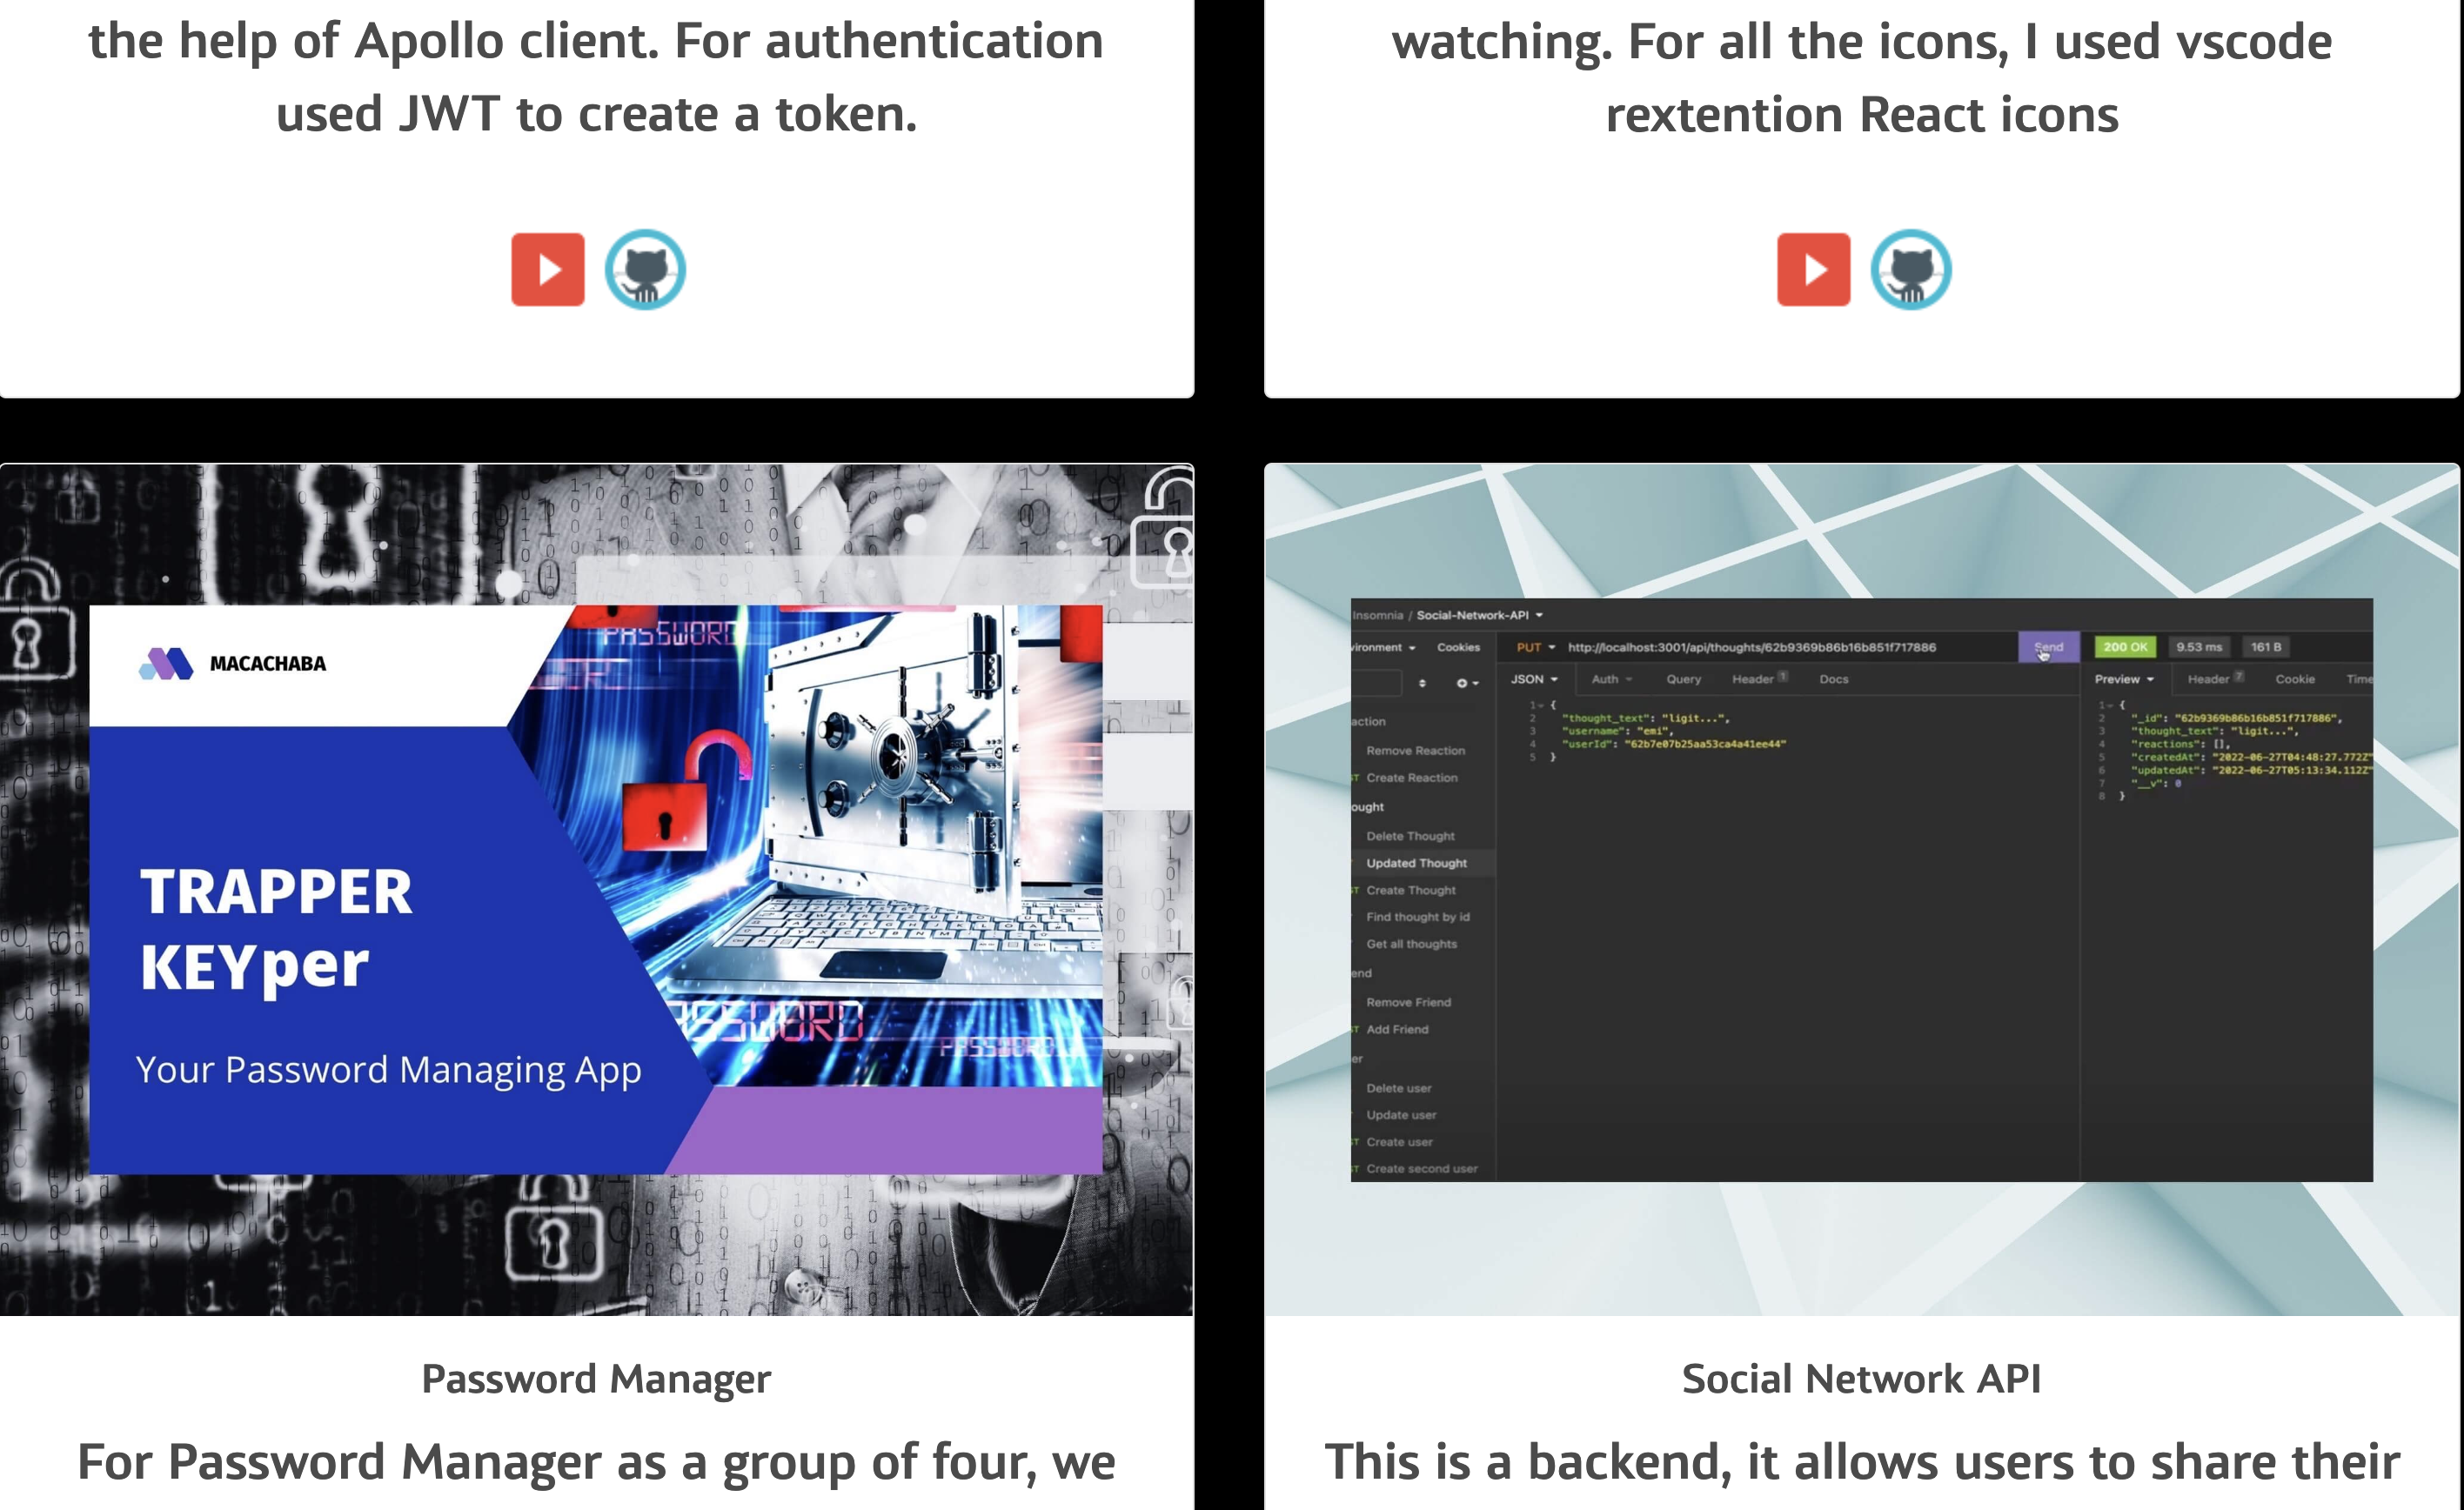 the help of Apollo client. For authentication
used JWT to create a token.
watching. For all the icons, I used vscode
rextention React icons
MACACHABA
PASSWORD
TRAPPER
KEYper
Your Password Managing App
Password Manager
For Password Manager as a group of four, we
Insomnia / Social-Network-API
vironment Cookies
PUT http://localhost:3001/api/thoughts/62b9369b86b16b851f717886 Send
200 OK 9.53 ms 161 B
JSON Auth Query Header 1 Docs
Preview Header 7 Cookie Time
1 {
2 "thought_text": "ligit...",
3 "username": "emi",
4 "userId": "62b7e07b25aa53ca4a41ee44"
5 }
1 {
2 "_id": "62b9369b86b16b851f717886",
3 "thought_text": "ligit...",
4 "reactions": [],
5 "createdAt": "2022-06-27T04:48:27.772Z"
6 "updatedAt": "2022-06-27T05:13:34.112Z"
7 "__v": 0
8 }
action
Remove Reaction
T Create Reaction
ought
Delete Thought
Updated Thought
T Create Thought
Find thought by id
Get all thoughts
end
Remove Friend
T Add Friend
er
Delete user
Update user
T Create user
T Create second user
Social Network API
This is a backend, it allows users to share their